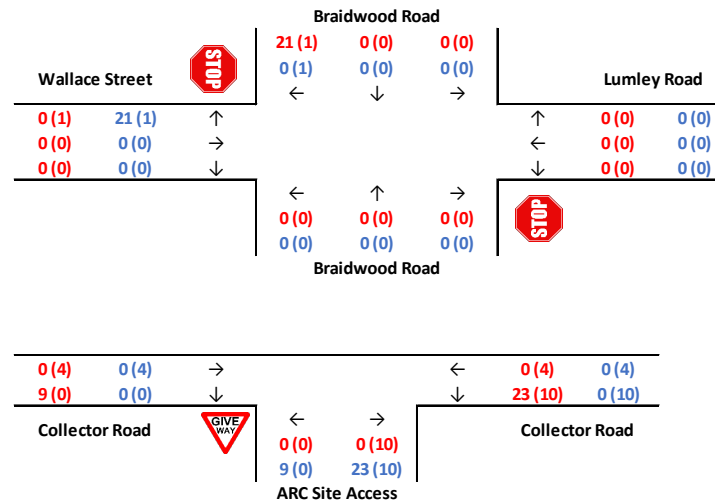 Braidwood Road
21 (1) 0 (0) 0 (0)
Wallace Street STOP 0 (1) 0 (0) 0 (0) Lumley Road
← ↓ →
0 (1) 21 (1) ↑ ↑ 0 (0) 0 (0)
0 (0) 0 (0) → ← 0 (0) 0 (0)
0 (0) 0 (0) ↓ ↓ 0 (0) 0 (0)
← ↑ →
0 (0) 0 (0) 0 (0) STOP
0 (0) 0 (0) 0 (0)
Braidwood Road
0 (4) 0 (4) → ← 0 (4) 0 (4)
9 (0) 0 (0) ↓ ↓ 23 (10) 0 (10)
Collector Road GIVE WAY ← → Collector Road
0 (0) 0 (10)
9 (0) 23 (10)
ARC Site Access